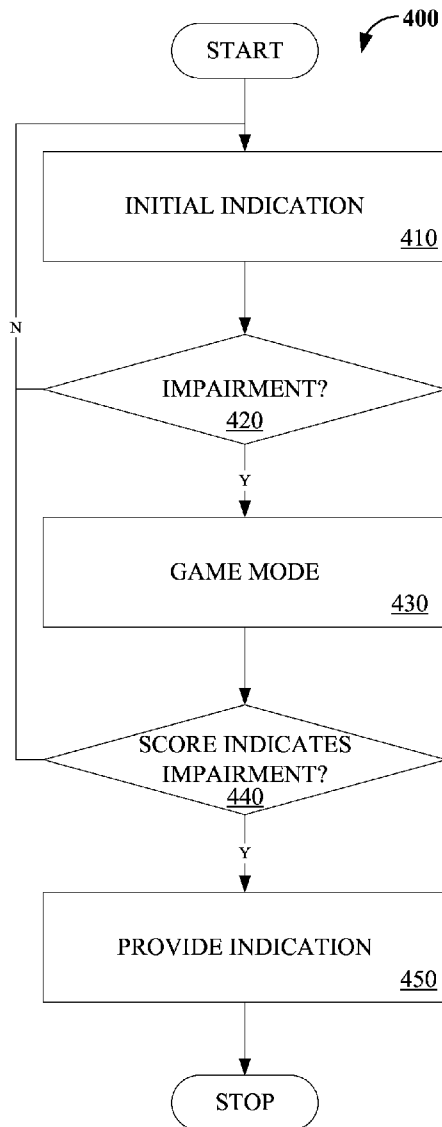 400
START
INITIAL INDICATION
410
N
IMPAIRMENT?
420
Y
GAME MODE
430
SCORE INDICATES
IMPAIRMENT?
440
Y
PROVIDE INDICATION
450
STOP